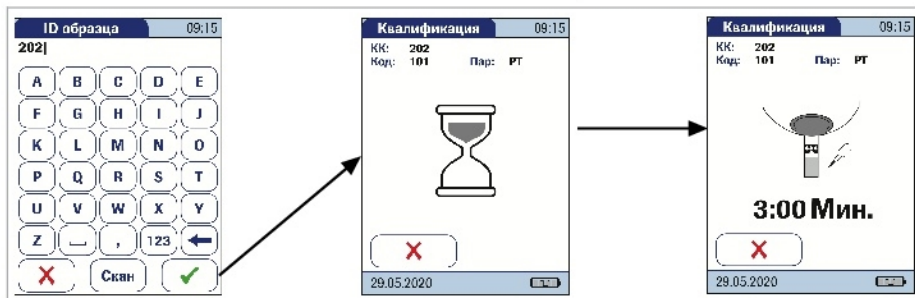 ID образца 09:15
202
A B C D E
F G H I J
K L M N O
P Q R S T
U V W X Y
Z , 123
Скан
Квалификация 09:15
КК: 202
Код: 101 Пар: PT
29.05.2020
Квалификация 09:15
КК: 202
Код: 101 Пар: PT
3:00 Мин.
29.05.2020